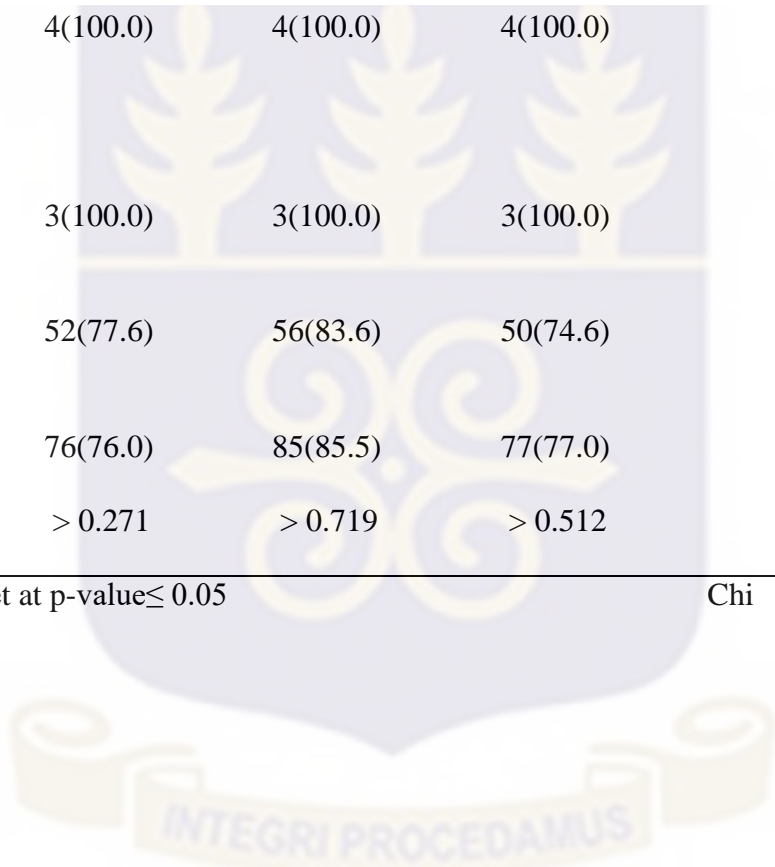 4(100.0) 4(100.0) 4(100.0)
3(100.0) 3(100.0) 3(100.0)
52(77.6) 56(83.6) 50(74.6)
76(76.0) 85(85.5) 77(77.0)
> 0.271 > 0.719 > 0.512
t at p-value≤ 0.05 Chi
INTEGRI PROCEDAMUS